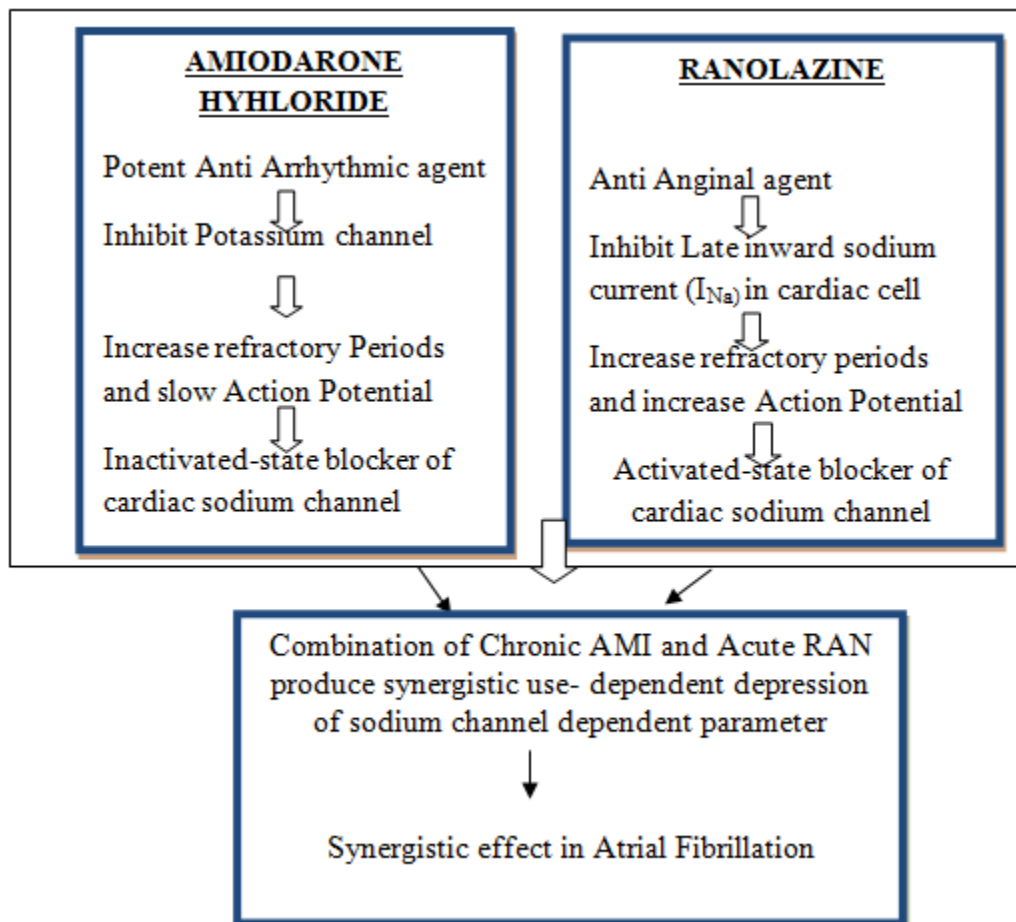 AMIODARONE
HYHLORIDE
Potent Anti Arrhythmic agent
Inhibit Potassium channel
Increase refractory Periods
and slow Action Potential
Inactivated-state blocker of
cardiac sodium channel
RANOLAZINE
Anti Anginal agent
Inhibit Late inward sodium
current (INa) in cardiac cell
Increase refractory periods
and increase Action Potential
Activated-state blocker of
cardiac sodium channel
Combination of Chronic AMI and Acute RAN
produce synergistic use- dependent depression
of sodium channel dependent parameter
Synergistic effect in Atrial Fibrillation